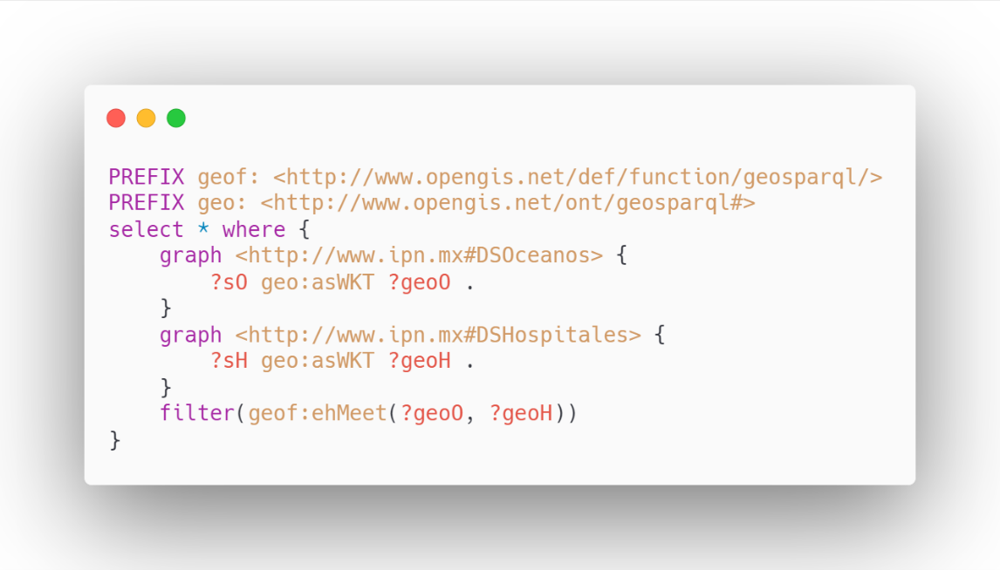 PREFIX geof: <http://www.opengis.net/def/function/geosparql/>
PREFIX geo: <http://www.opengis.net/ont/geosparql#>
select * where {
    graph <http://www.ipn.mx#DSOceanos> {
        ?sO geo:asWKT ?geoO .
    }
    graph <http://www.ipn.mx#DSHospitales> {
        ?sH geo:asWKT ?geoH .
    }
    filter(geof:ehMeet(?geoO, ?geoH))
}